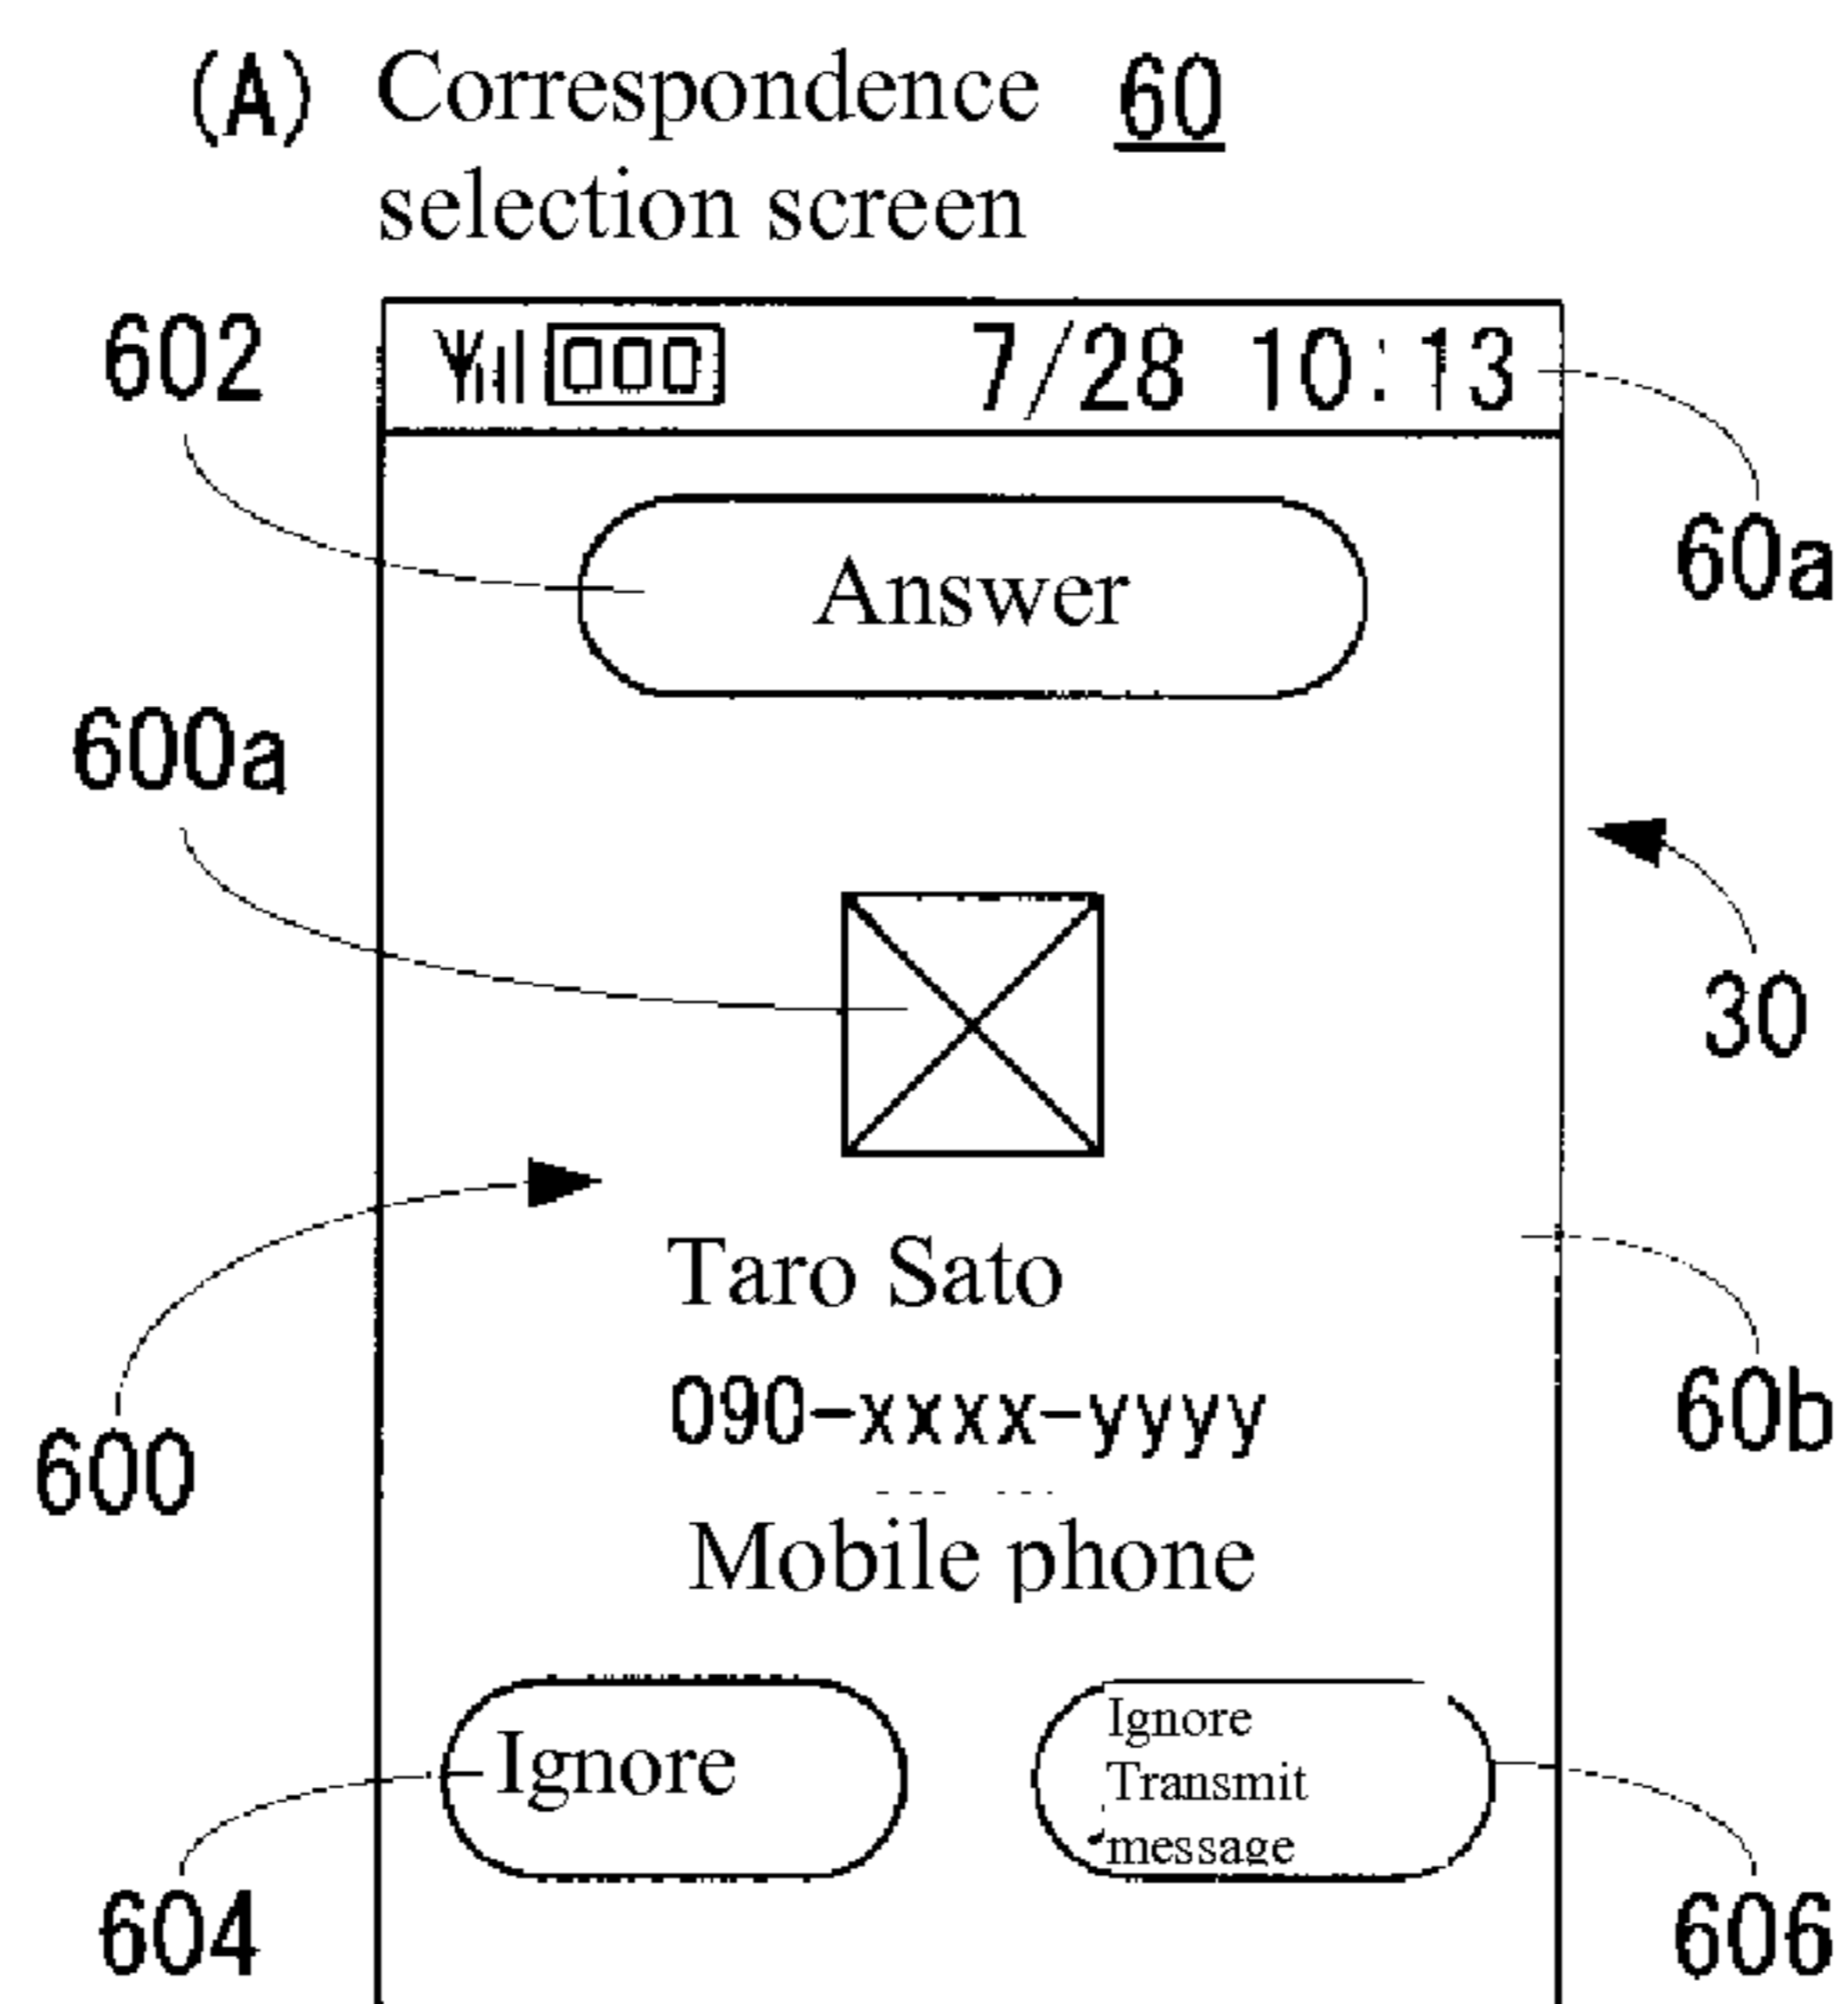 (A) Correspondence 60
selection screen
602
7/28 10:13
60a
Answer
600a
30
Taro Sato
090-xxxx-yyyy
60b
600
Mobile phone
Ignore
Ignore
Transmit
message
604
606